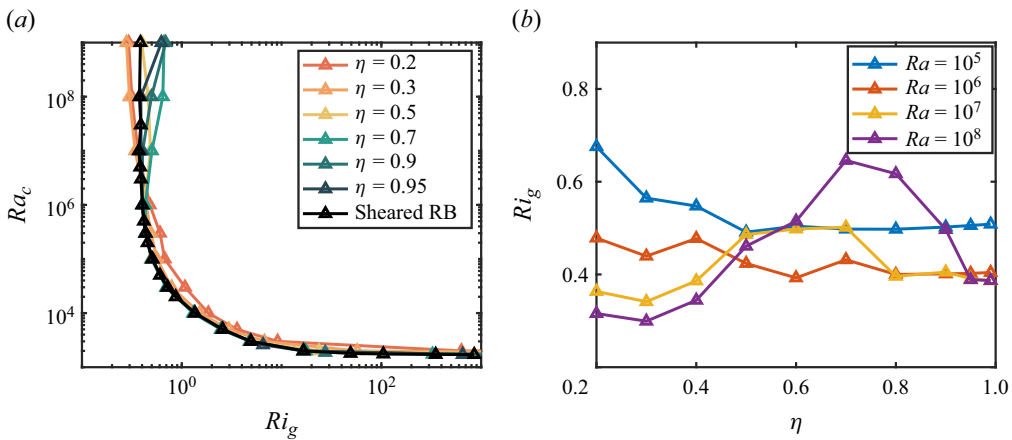 (a)
(b)
Ra_c
10^8
10^6
10^4
10^0
10^2
Ri_g
η = 0.2
η = 0.3
η = 0.5
η = 0.7
η = 0.9
η = 0.95
Sheared RB
Ri_g
0.8
0.6
0.4
0.2
0.4
0.6
0.8
1.0
η
Ra = 10^5
Ra = 10^6
Ra = 10^7
Ra = 10^8